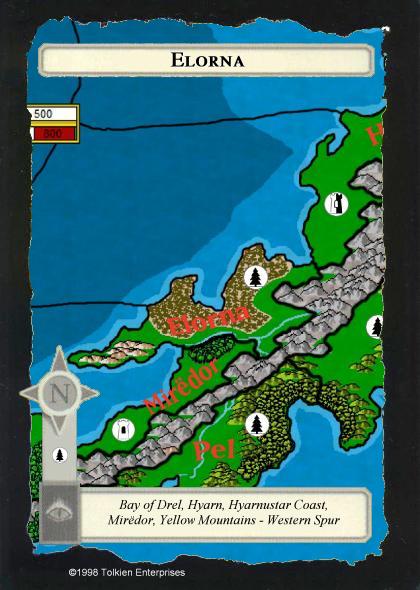 ELORNA
500
800
H
Elorna
Mirëdor
Pel
N
Bay of Drel, Hyarn, Hyarnustar Coast,
Mirëdor, Yellow Mountains - Western Spur
©1998 Tolkien Enterprises